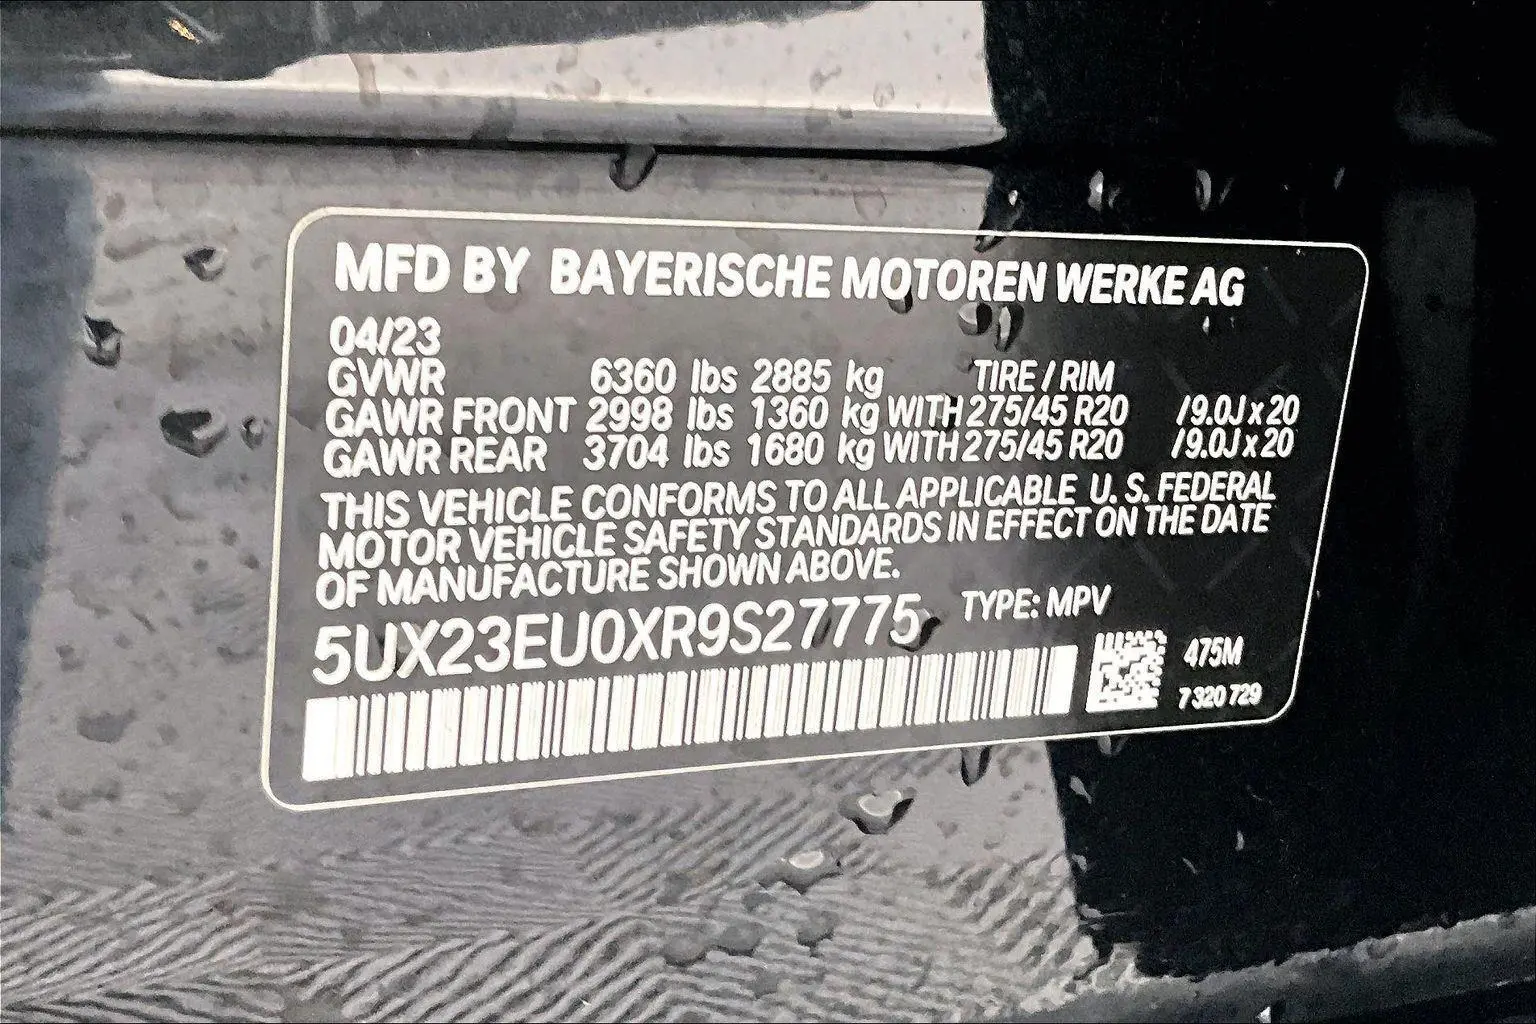 MFD BY BAYERISCHE MOTOREN WERKE AG
04/23
GVWR 6360 lbs 2885 kg TIRE / RIM
GAWR FRONT 2998 lbs 1360 kg WITH 275/45 R20 /9.0J x 20
GAWR REAR 3704 lbs 1680 kg WITH 275/45 R20 /9.0J x 20
THIS VEHICLE CONFORMS TO ALL APPLICABLE U. S. FEDERAL
MOTOR VEHICLE SAFETY STANDARDS IN EFFECT ON THE DATE
OF MANUFACTURE SHOWN ABOVE.
5UX23EU0XR9S27775 TYPE: MPV
475M
7 320 729